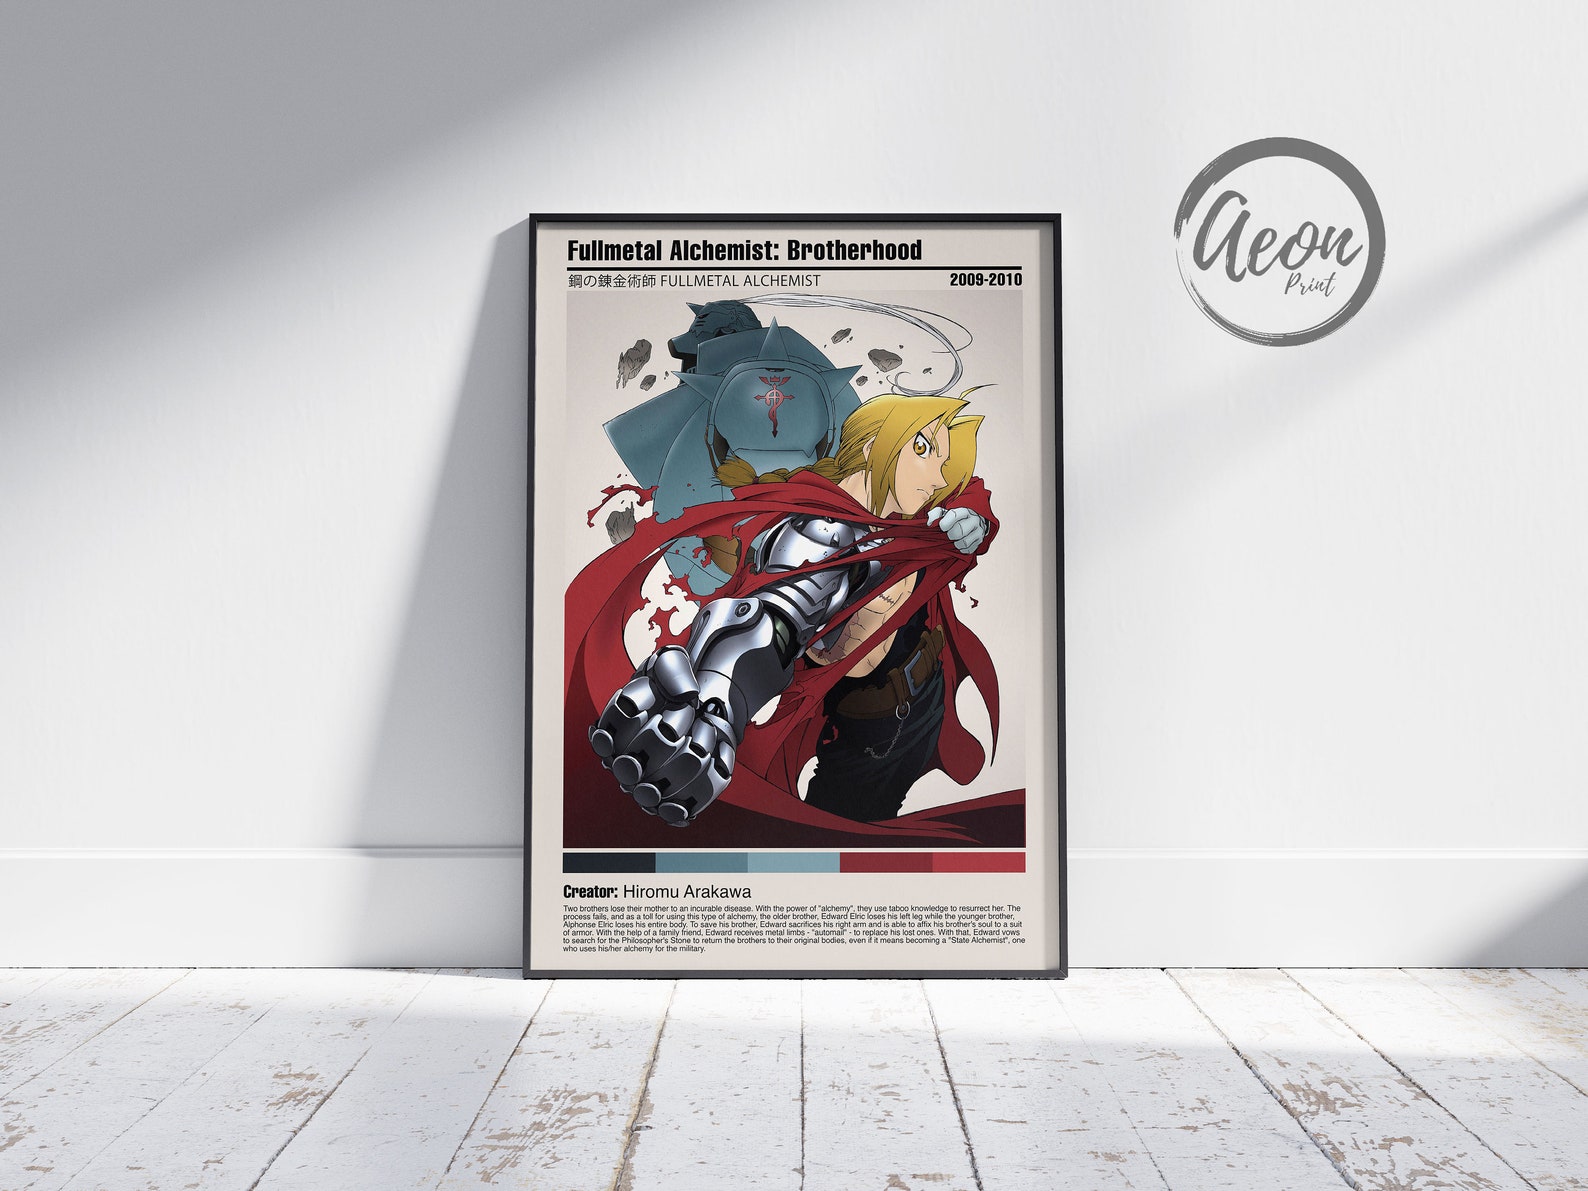 Fullmetal Alchemist: Brotherhood
鋼の錬金術師 FULLMETAL ALCHEMIST 2009-2010
Creator: Hiromu Arakawa
Two brothers lose their mother to an incurable disease. With the power of "alchemy", they use taboo knowledge to resurrect her. The
process fails, and as a toll for using this type of alchemy, the older brother, Edward Elric loses his left leg while the younger brother,
Alphonse Elric loses his entire body. To save his brother, Edward sacrifices his right arm and is able to affix his brother's soul to a suit
of armor. With the help of a family friend, Edward receives metal limbs - "automail" - to replace his lost ones. With that, Edward vows
to search for the Philosopher's Stone to return the brothers to their original bodies, even if it means becoming a "State Alchemist", one
who uses his/her alchemy for the military.
aeon
Print